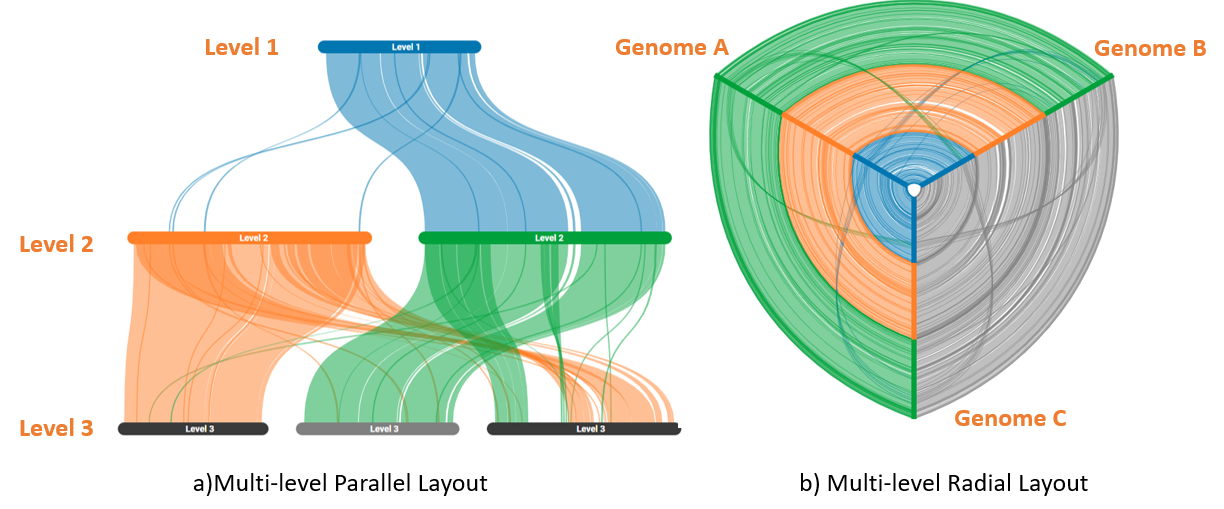 Level 1
Level 1
Genome A
Genome B
Level 2
Level 2
Level 2
Level 3
Level 3
Level 3
Level 3
Genome C
a)Multi-level Parallel Layout
b) Multi-level Radial Layout